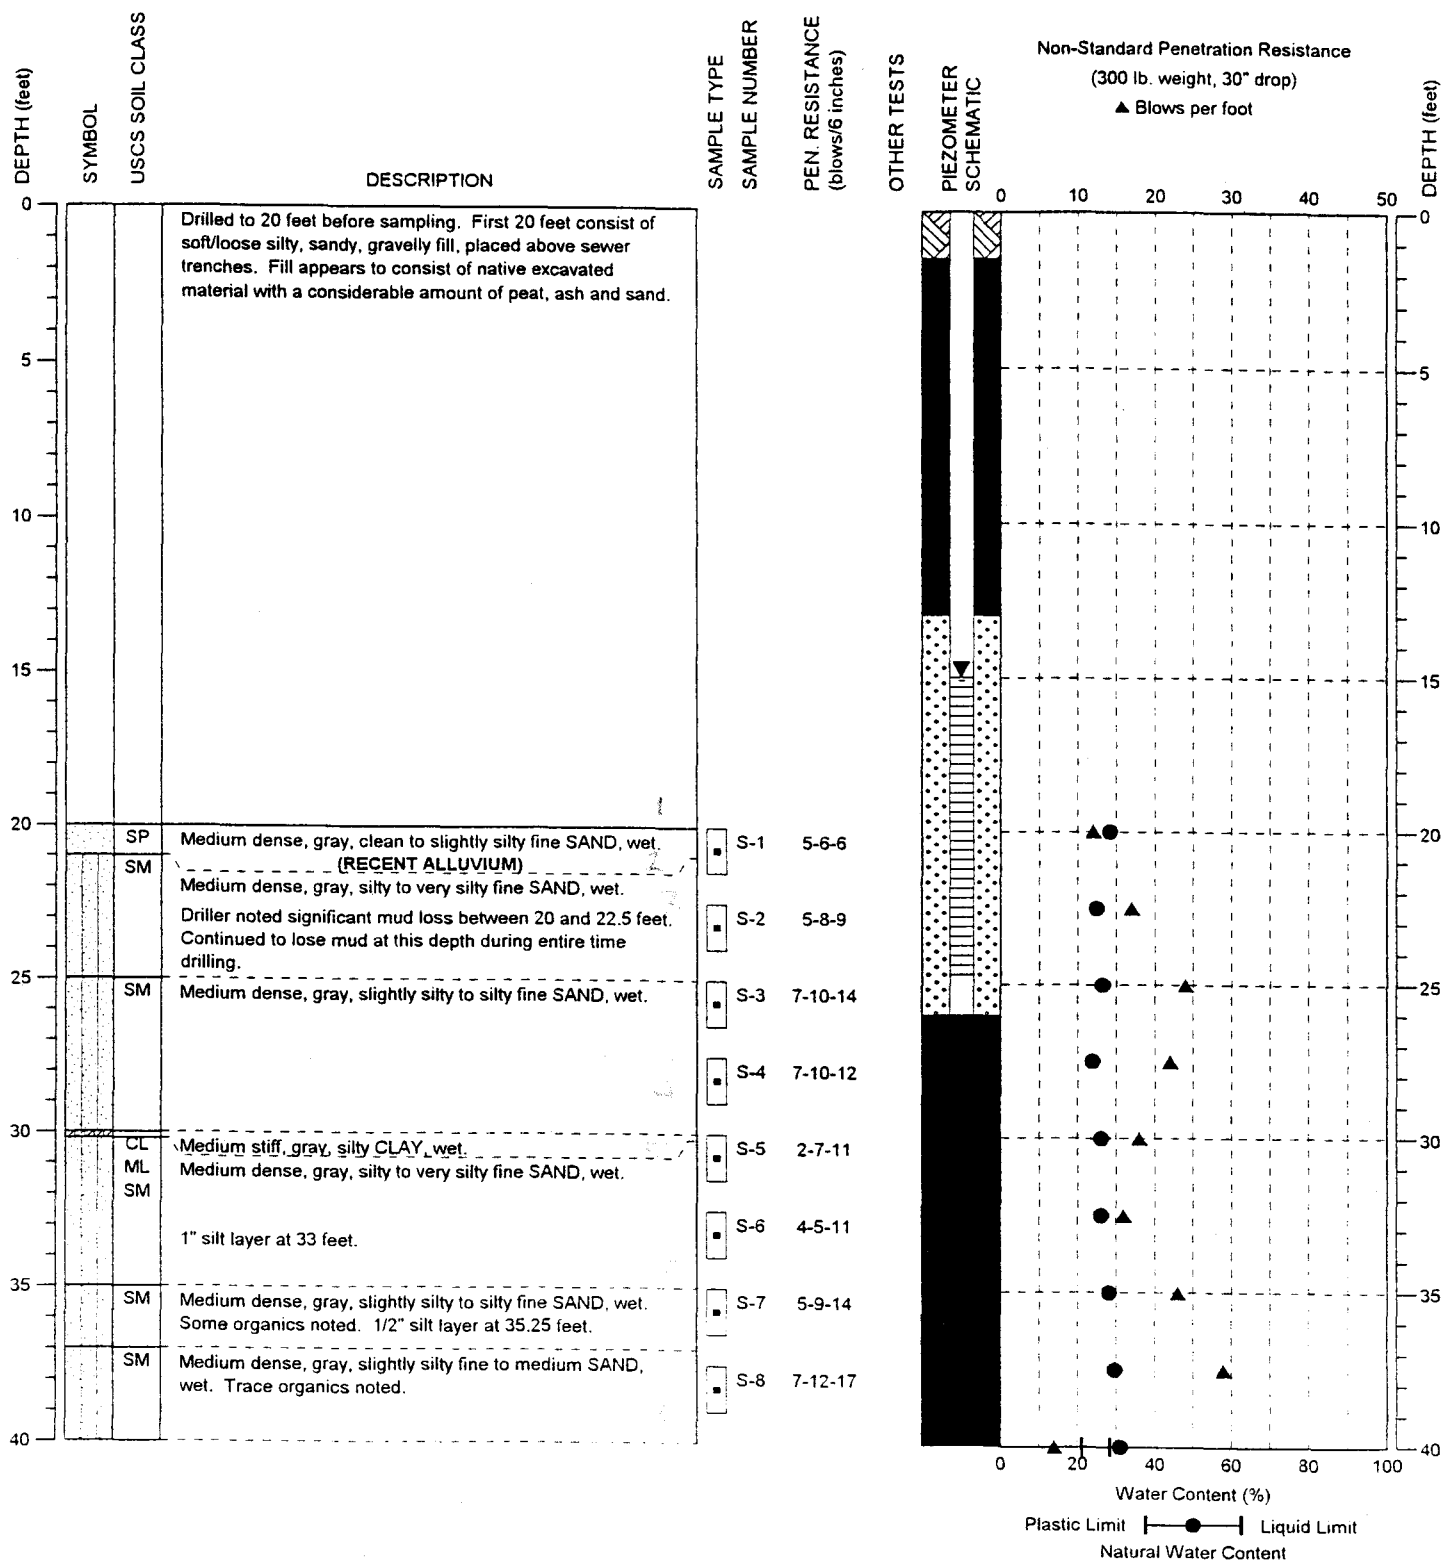 DEPTH (feet)
SYMBOL
USCS SOIL CLASS
DESCRIPTION
SAMPLE TYPE
SAMPLE NUMBER
PEN. RESISTANCE
(blows/6 inches)
OTHER TESTS
PIEZOMETER
SCHEMATIC
Non-Standard Penetration Resistance
(300 lb. weight, 30" drop)
▲ Blows per foot
DEPTH (feet)
0 10 20 30 40 50
0
Drilled to 20 feet before sampling. First 20 feet consist of
soft/loose silty, sandy, gravelly fill, placed above sewer
trenches. Fill appears to consist of native excavated
material with a considerable amount of peat, ash and sand.
0
5
5
10
10
15
15
20
SP Medium dense, gray, clean to slightly silty fine SAND, wet. S-1 5-6-6
20
(RECENT ALLUVIUM)
SM
Medium dense, gray, silty to very silty fine SAND, wet.
Driller noted significant mud loss between 20 and 22.5 feet. S-2 5-8-9
Continued to lose mud at this depth during entire time
drilling.
25
SM Medium dense, gray, slightly silty to silty fine SAND, wet. S-3 7-10-14
25
S-4 7-10-12
30
CL Medium stiff, gray, silty CLAY, wet. S-5 2-7-11
30
ML Medium dense, gray, silty to very silty fine SAND, wet.
SM
S-6 4-5-11
1" silt layer at 33 feet.
35
SM Medium dense, gray, slightly silty to silty fine SAND, wet. S-7 5-9-14
35
Some organics noted. 1/2" silt layer at 35.25 feet.
SM Medium dense, gray, slightly silty fine to medium SAND,
wet. Trace organics noted. S-8 7-12-17
40
40
0 20 40 60 80 100
Water Content (%)
Plastic Limit Liquid Limit
Natural Water Content